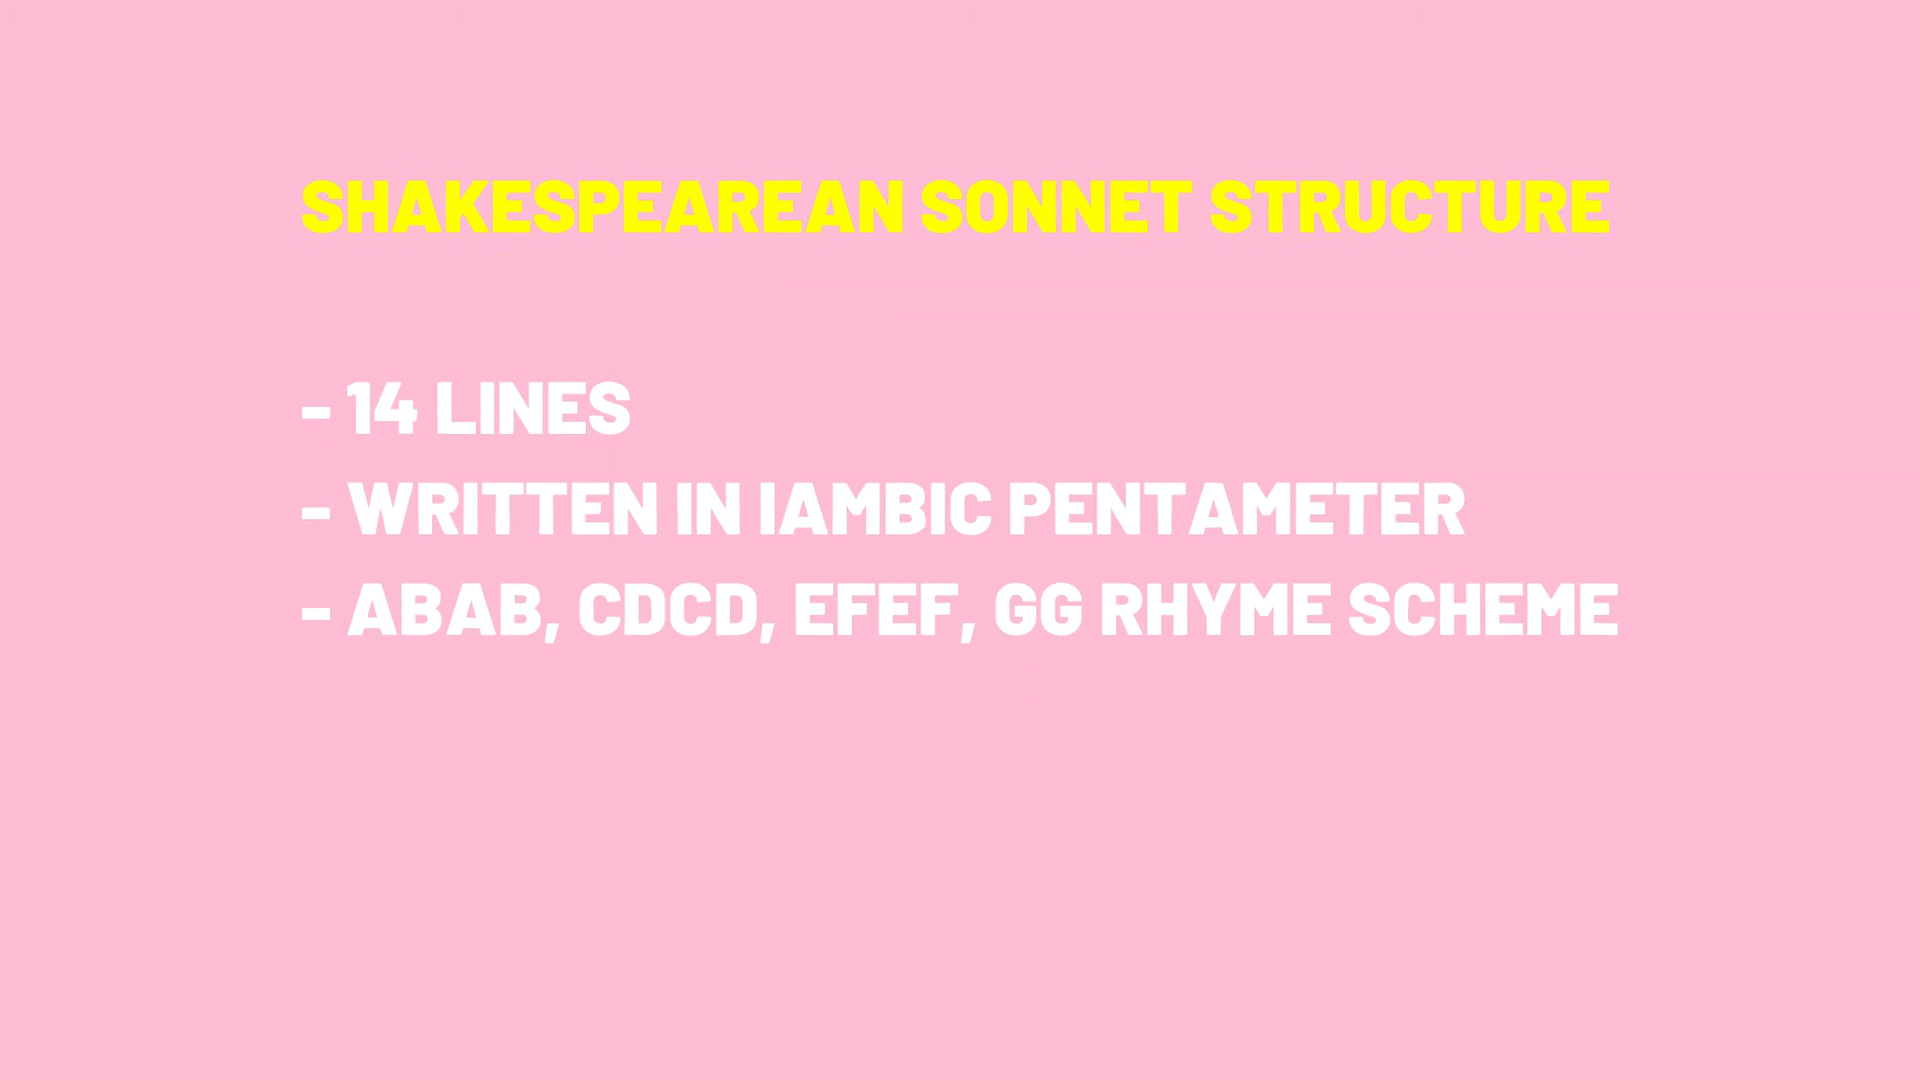 SHAKESPEAREAN SONNET STRUCTURE
- 14 LINES
- WRITTEN IN IAMBIC PENTAMETER
- ABAB, CDCD, EFEF, GG RHYME SCHEME